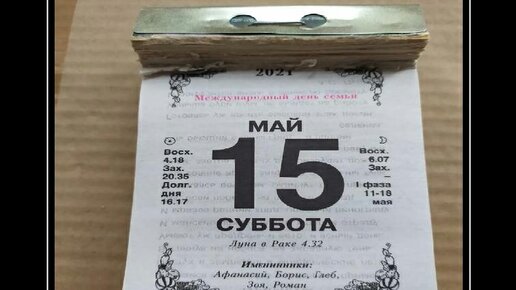 2021
Международный день семьи
МАЙ
Восх.
4.18
Зах.
20.35
Долг.
дня
16.17
15
Восх.
6.07
Зах.
–
I фаза
11-18
мая
СУББОТА
Луна в Раке 4.32
Именинники:
Афанасий, Борис, Глеб,
Зоя, Роман